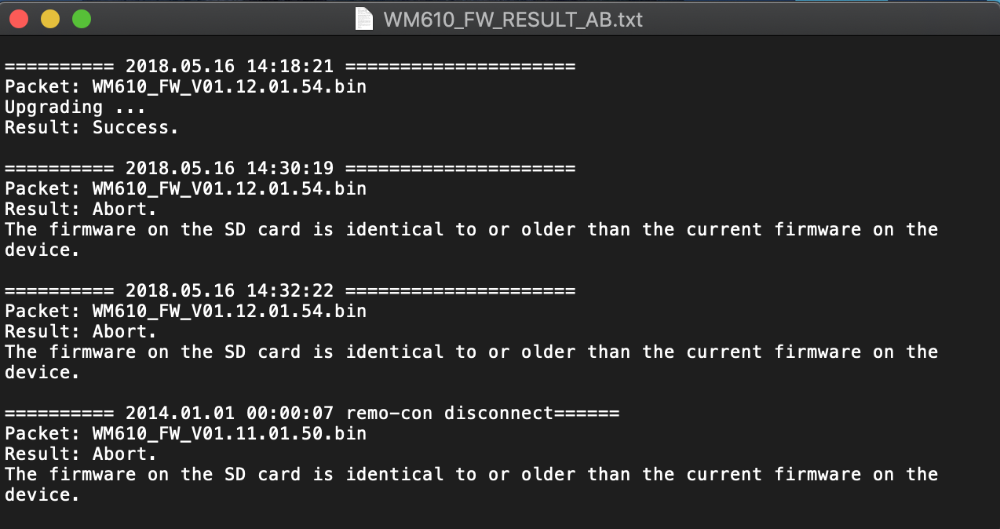 WM610_FW_RESULT_AB.txt
========== 2018.05.16 14:18:21 =====================
Packet: WM610_FW_V01.12.01.54.bin
Upgrading ...
Result: Success.
========== 2018.05.16 14:30:19 =====================
Packet: WM610_FW_V01.12.01.54.bin
Result: Abort.
The firmware on the SD card is identical to or older than the current firmware on the
device.
========== 2018.05.16 14:32:22 =====================
Packet: WM610_FW_V01.12.01.54.bin
Result: Abort.
The firmware on the SD card is identical to or older than the current firmware on the
device.
========== 2014.01.01 00:00:07 remo-con disconnect======
Packet: WM610_FW_V01.11.01.50.bin
Result: Abort.
The firmware on the SD card is identical to or older than the current firmware on the
device.